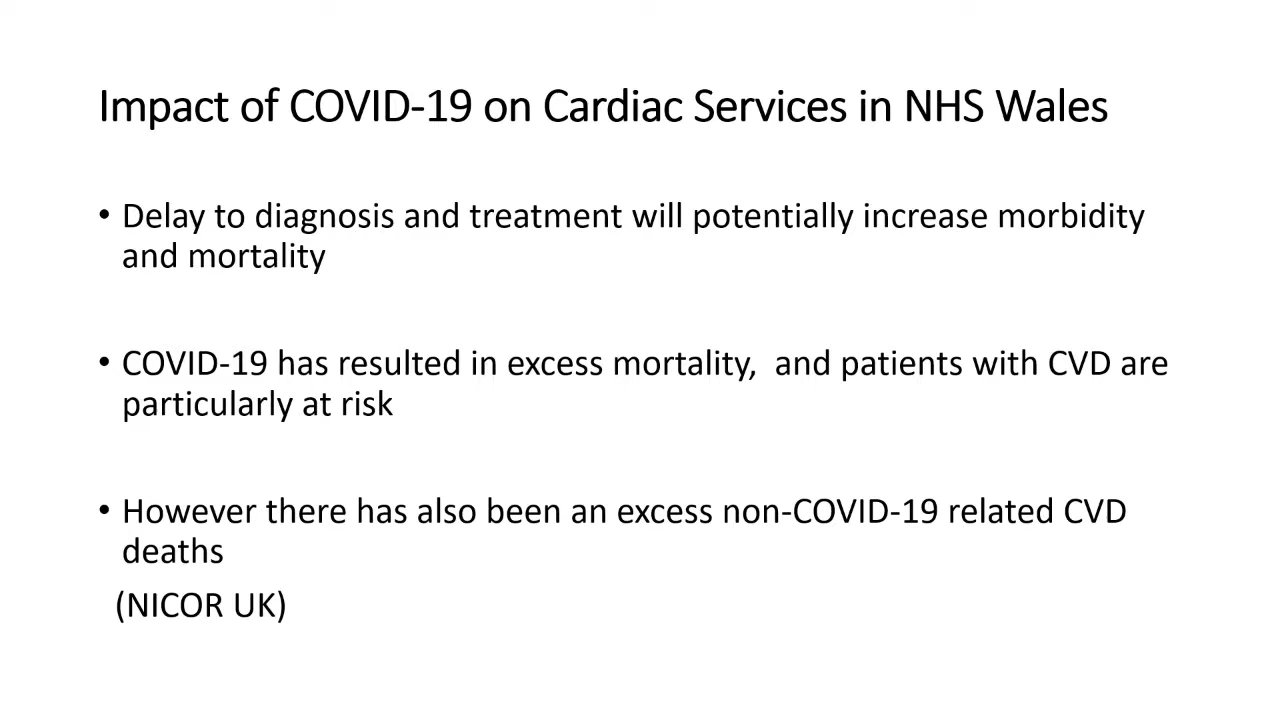 Impact of COVID-19 on Cardiac Services in NHS Wales
• Delay to diagnosis and treatment will potentially increase morbidity
and mortality
• COVID-19 has resulted in excess mortality,  and patients with CVD are
particularly at risk
• However there has also been an excess non-COVID-19 related CVD
deaths
(NICOR UK)